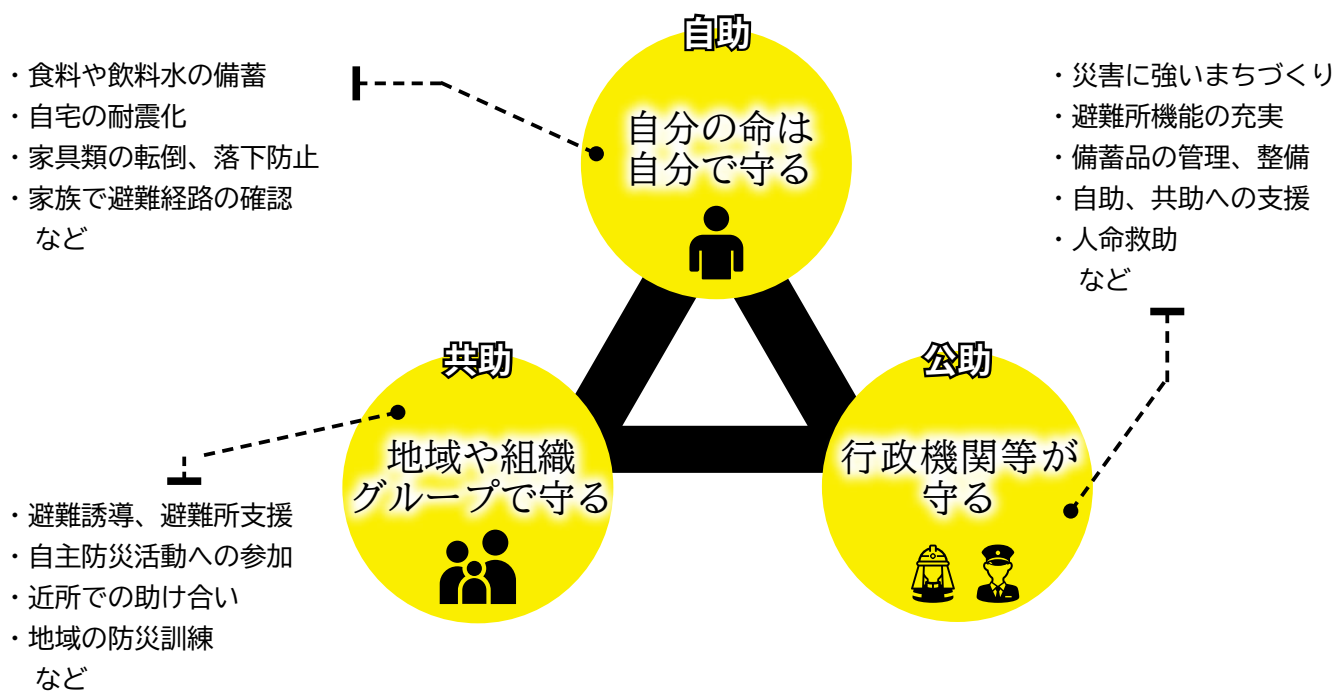 自助
自分の命は
自分で守る
・食料や飲料水の備蓄
・自宅の耐震化
・家具類の転倒、落下防止
・家族で避難経路の確認
など
共助
地域や組織
グループで守る
・避難誘導、避難所支援
・自主防災活動への参加
・近所での助け合い
・地域の防災訓練
など
公助
行政機関等が
守る
・災害に強いまちづくり
・避難所機能の充実
・備蓄品の管理、整備
・自助、共助への支援
・人命救助
など